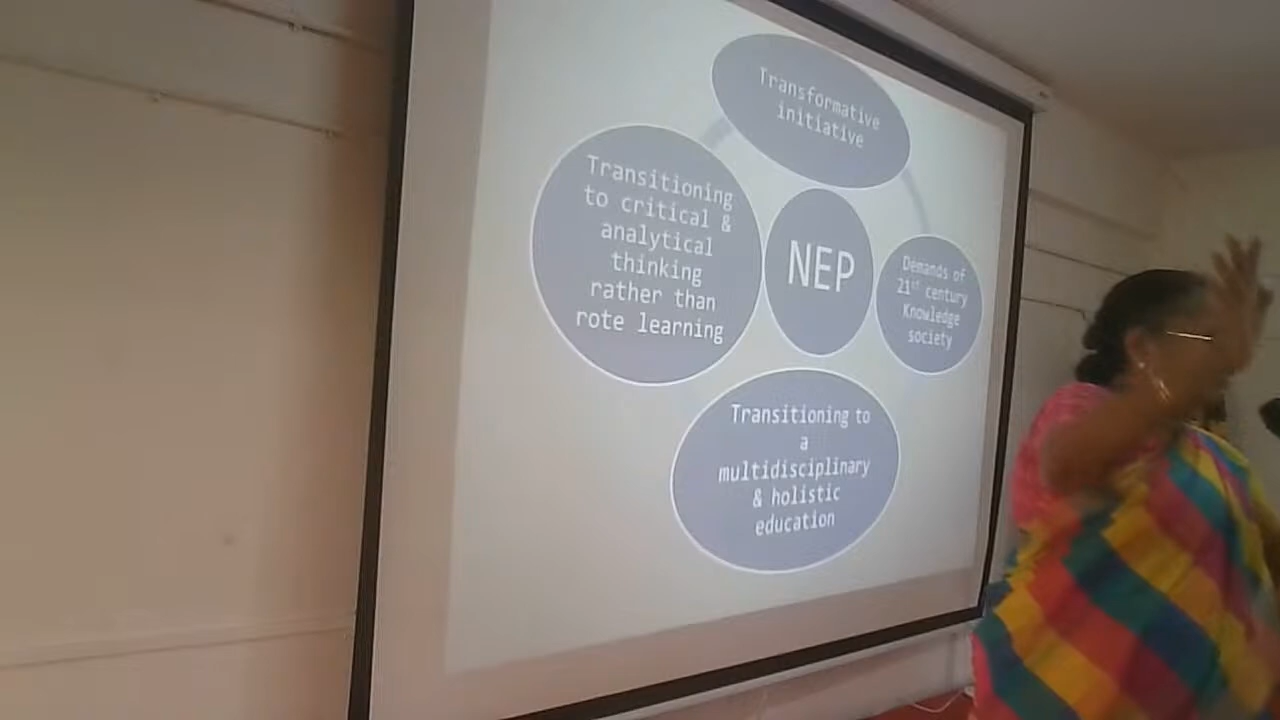 Transformative
initiative
Transitioning
to critical &
analytical
thinking
rather than
rote learning
NEP
Demands of
21st century
Knowledge
society
Transitioning to
a
multidisciplinary
& holistic
education